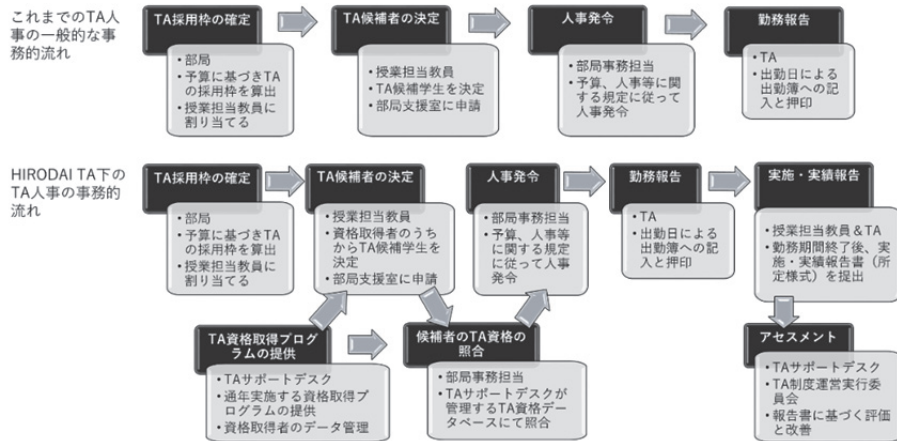 これまでのTA人
事の一般的な事
務的流れ
TA採用枠の確定
・部局
・予算に基づきTA
の採用枠を算出
・授業担当教員に
割り当てる
TA候補者の決定
・授業担当教員
・TA候補学生を決定
・部局支援室に申請
人事発令
・部局事務担当
・予算、人事等に関
する規定に従って
人事発令
勤務報告
・TA
・出勤日による
出勤簿への記
入と押印
HIRODAI TA下の
TA人事の事務的
流れ
TA採用枠の確定
・部局
・予算に基づきTA
の採用枠を算出
・授業担当教員に
割り当てる
TA候補者の決定
・授業担当教員
・資格取得者のうち
からTA候補学生を
決定
・部局支援室に申請
人事発令
・部局事務担当
・予算、人事等
に関する規定
に従って人事
発令
勤務報告
・TA
・出勤日による
出勤簿への記
入と押印
実施・実績報告
・授業担当教員＆TA
・勤務期間終了後、実
施・実績報告書（所
定様式）を提出
TA資格取得プログ
ラムの提供
・TAサポートデスク
・通年実施する資格取得プ
ログラムの提供
・資格取得者のデータ管理
候補者のTA資格の
照合
・部局事務担当
・TAサポートデスクが
管理するTA資格デー
タベースにて照合
アセスメント
・TAサポートデスク
・TA制度運営実行委
員会
・報告書に基づく評価
と改善